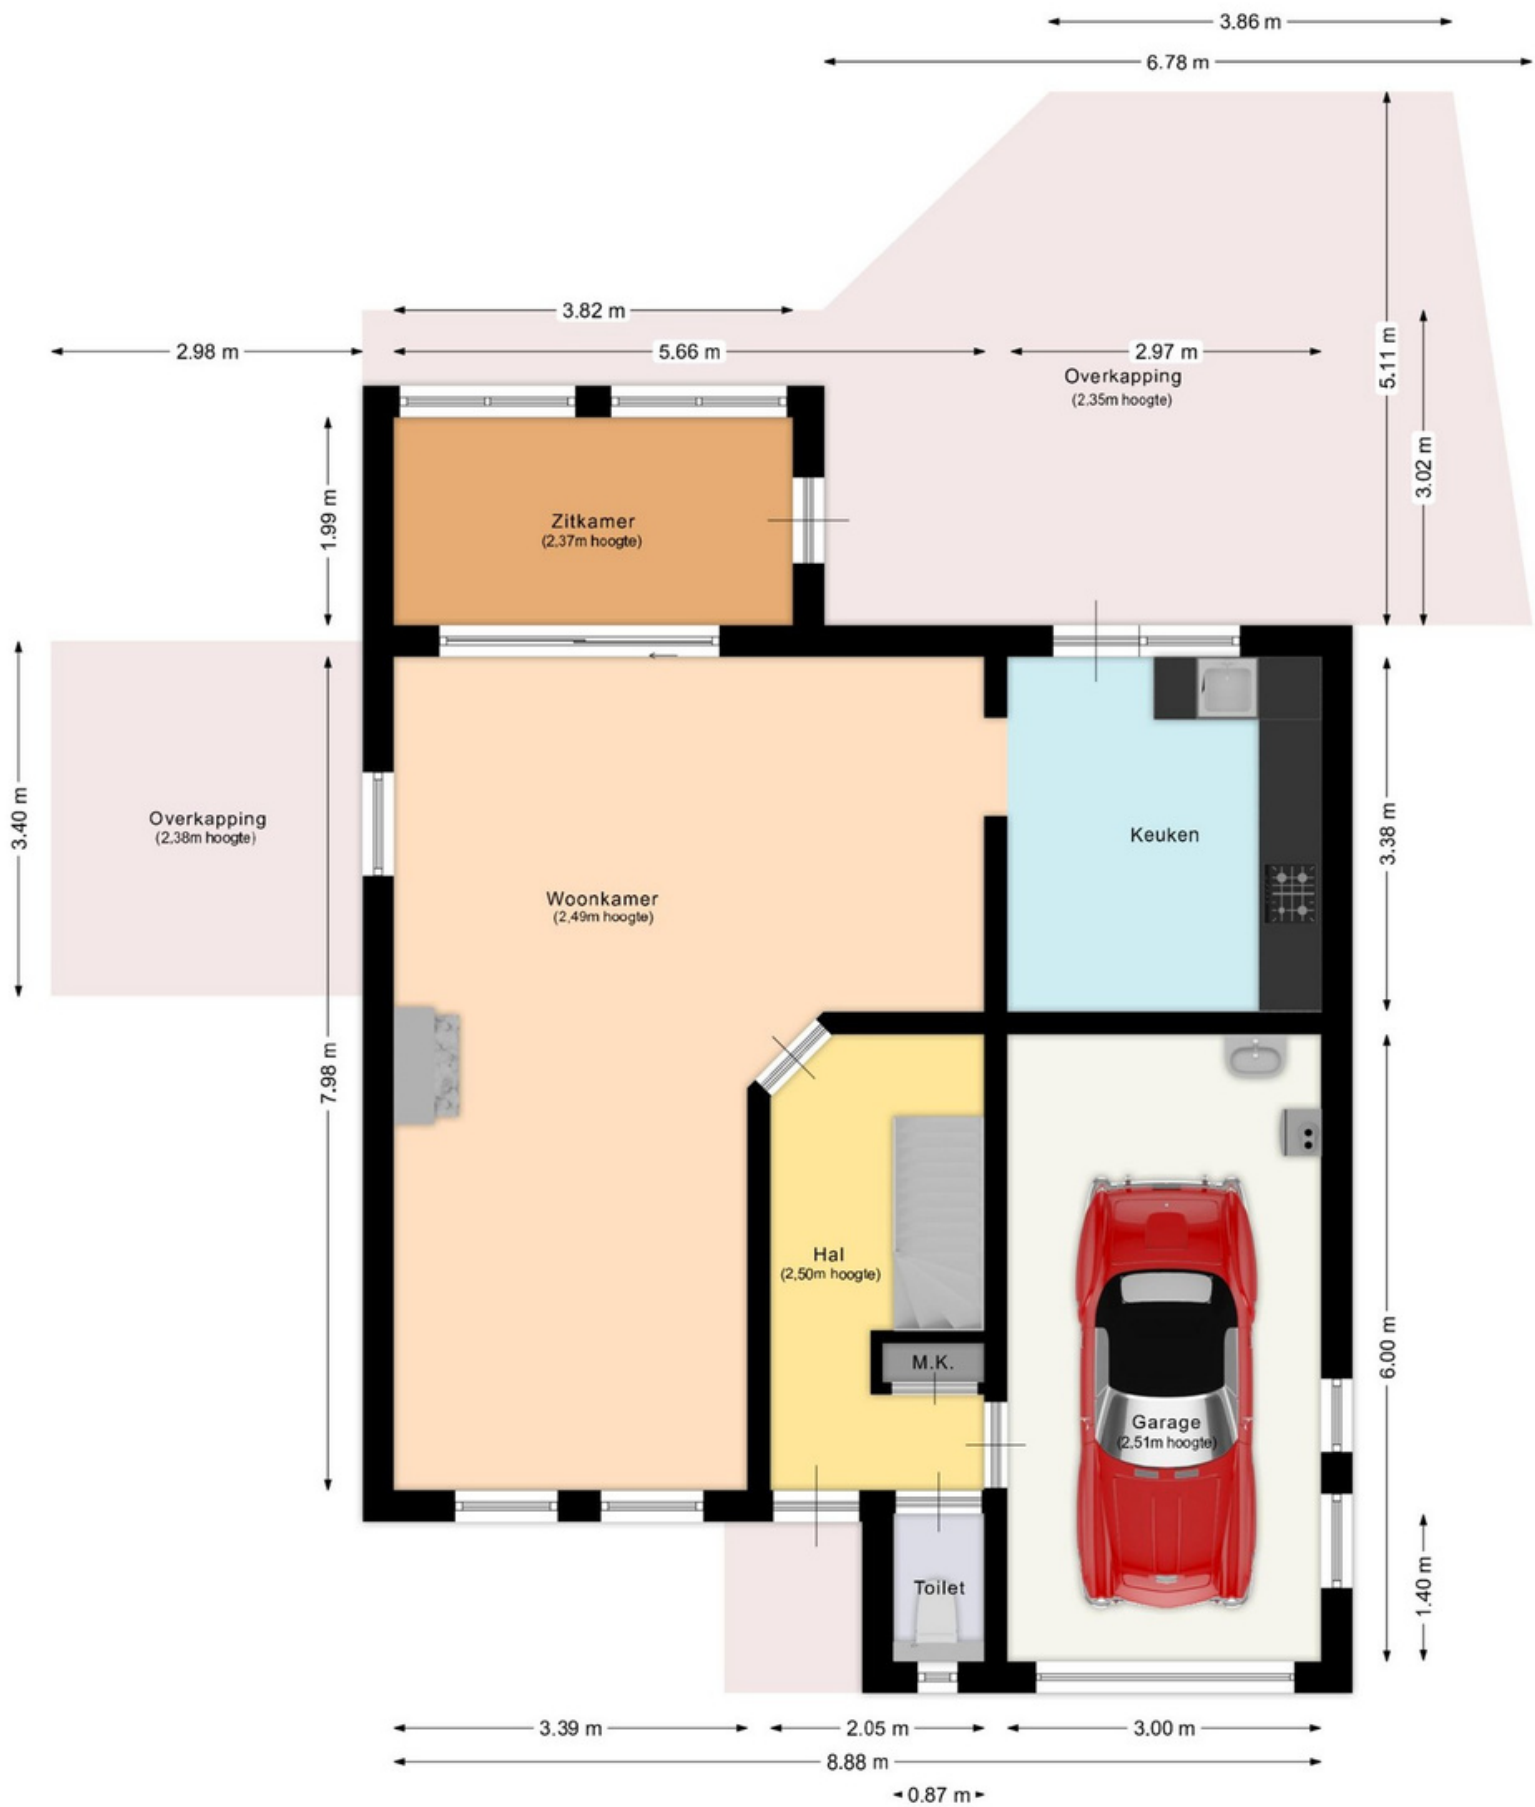 3.86 m
6.78 m
3.82 m
2.98 m
5.66 m
2.97 m
Overkapping
(2,35m hoogte)
5.11 m
3.02 m
1.99 m
Zitkamer
(2,37m hoogte)
3.40 m
Overkapping
(2,38m hoogte)
Keuken
3.38 m
Woonkamer
(2,49m hoogte)
7.98 m
Hal
(2,50m hoogte)
M.K.
6.00 m
Garage
(2,51m hoogte)
Toilet
1.40 m
3.39 m
2.05 m
3.00 m
8.88 m
0.87 m